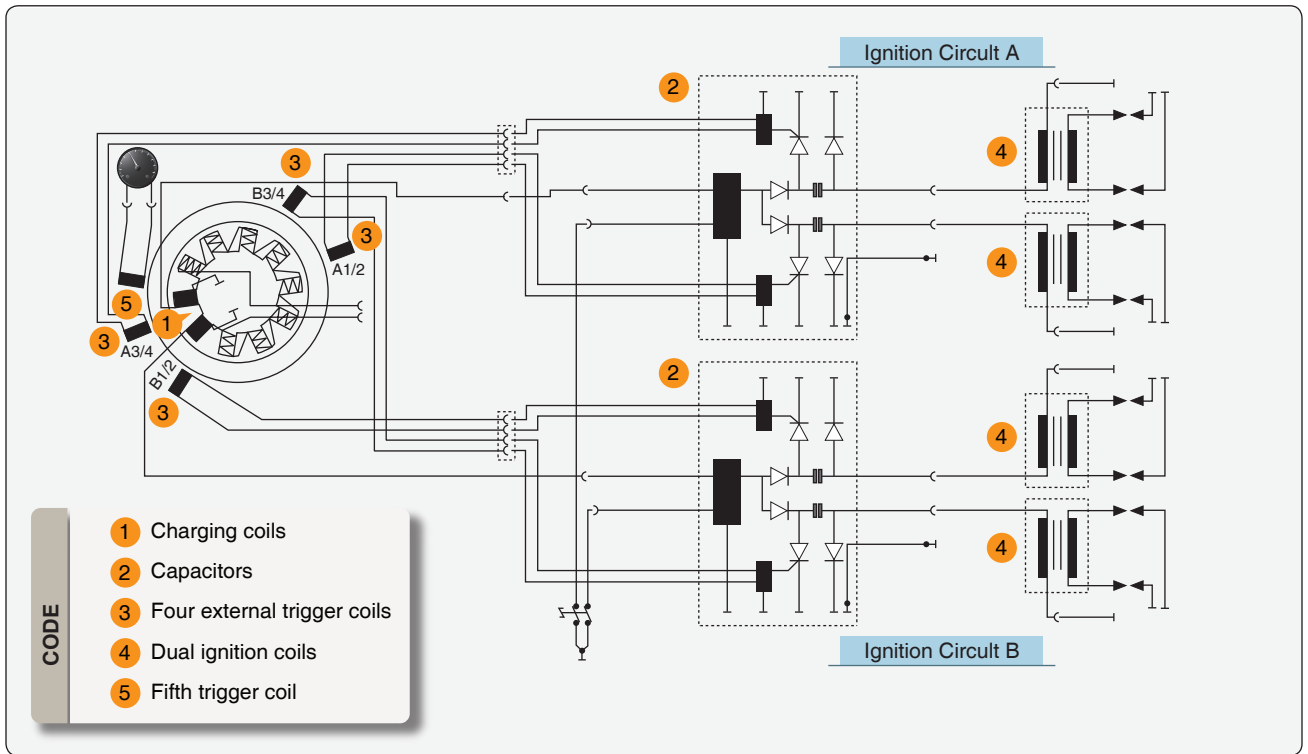 Ignition Circuit A
2
3
B3/4
3
A1/2
5
1
3
A3/4
B1/2
3
4
4
2
4
4
Ignition Circuit B
CODE
1 Charging coils
2 Capacitors
3 Four external trigger coils
4 Dual ignition coils
5 Fifth trigger coil